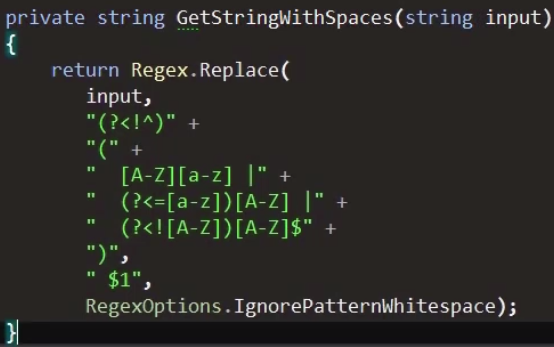 private string GetStringWithSpaces(string input)
{
    return Regex.Replace(
        input,
        "(?<!^)" +
        "(" +
        "  [A-Z][a-z] |" +
        "  (?<=[a-z])[A-Z] |" +
        "  (?<![A-Z])[A-Z]$" +
        ")",
        " $1",
        RegexOptions.IgnorePatternWhitespace);
}